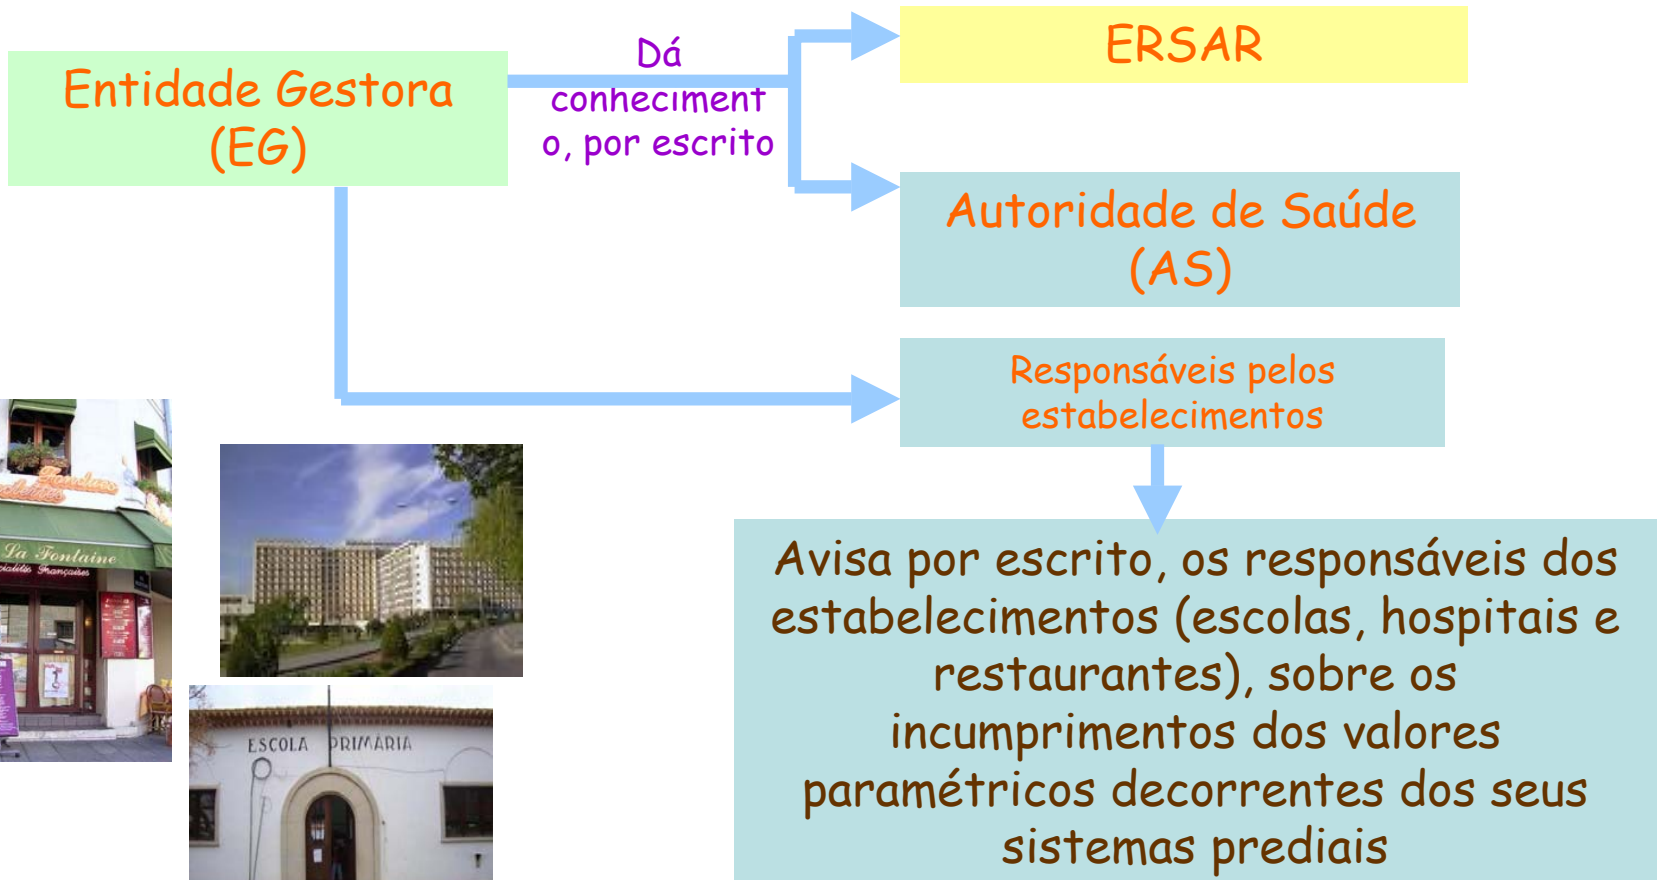 Entidade Gestora
(EG)
Dá
conheciment
o, por escrito
ERSAR
Autoridade de Saúde
(AS)
Responsáveis pelos
estabelecimentos
Avisa por escrito, os responsáveis dos
estabelecimentos (escolas, hospitais e
restaurantes), sobre os
incumprimentos dos valores
paramétricos decorrentes dos seus
sistemas prediais
La Fontaine
ESCOLA PRIMÁRIA